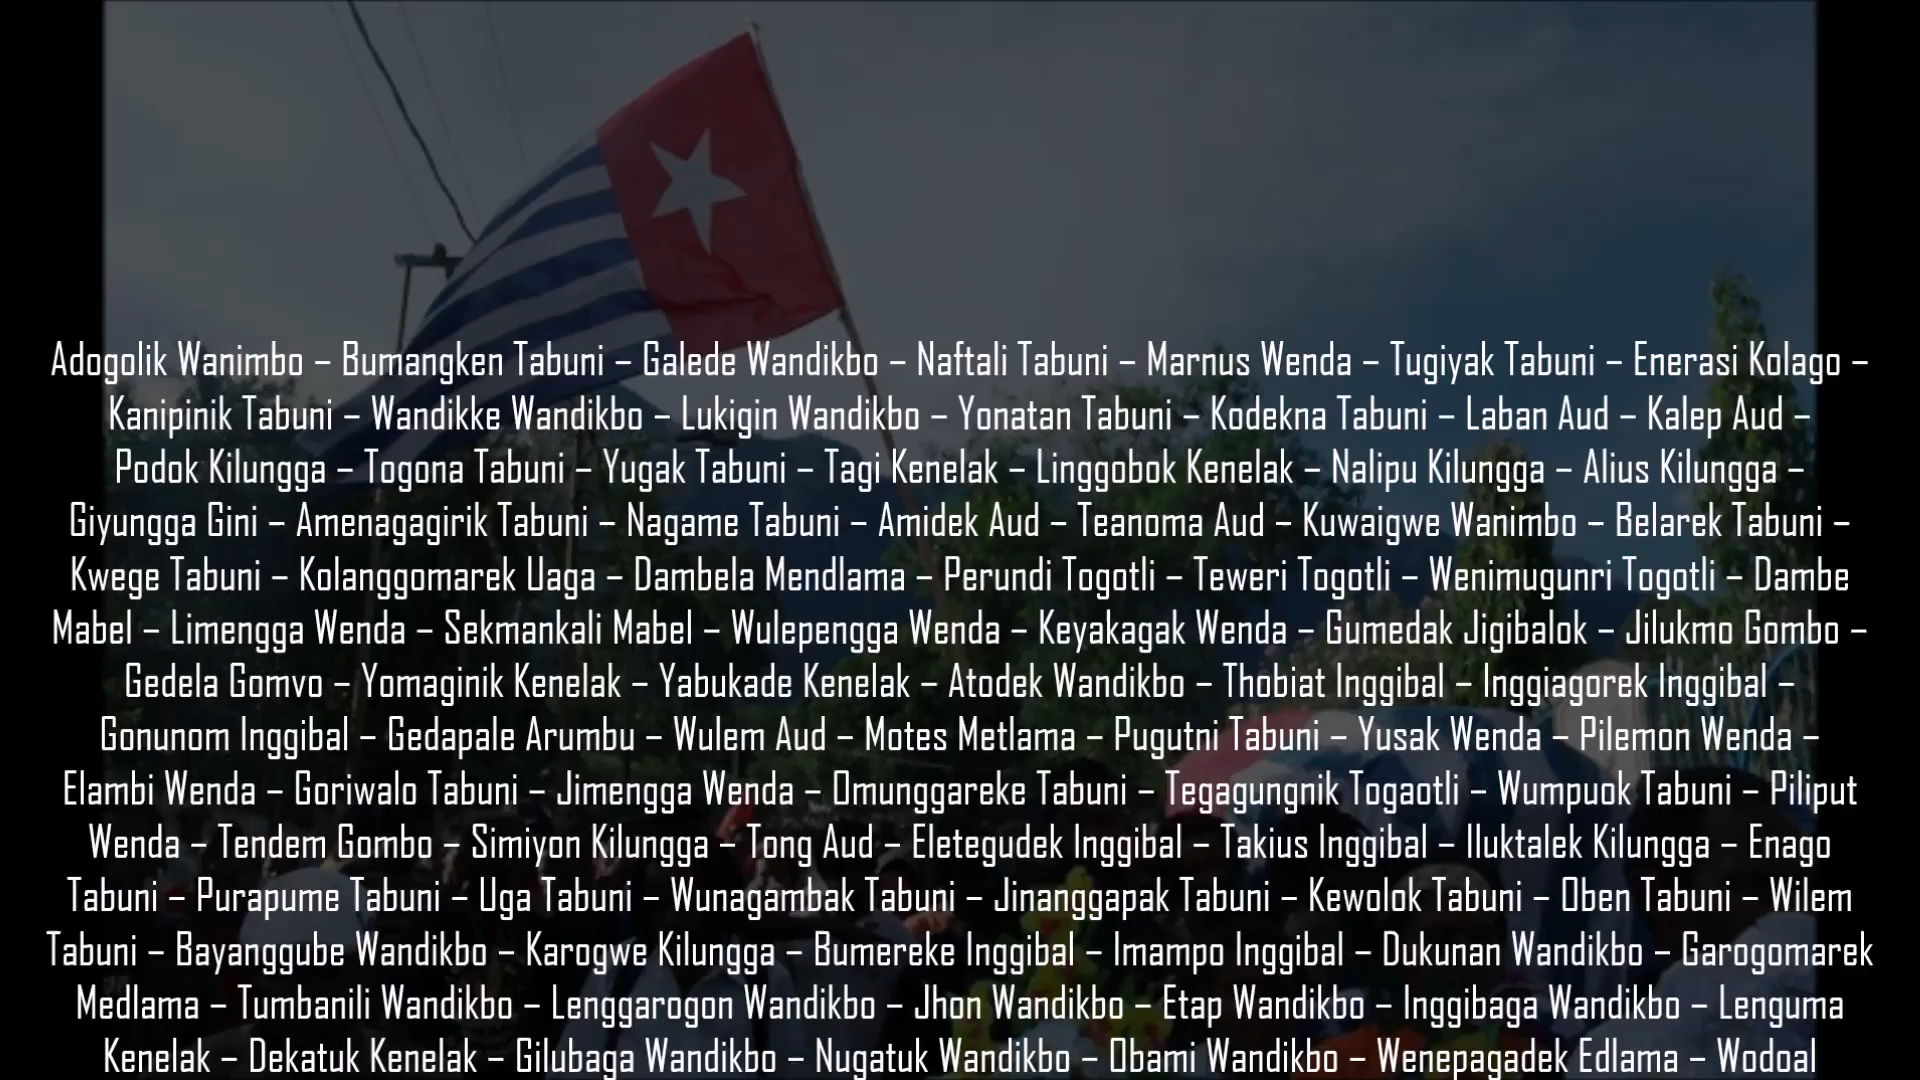 Adogolik Wanimbo – Bumangken Tabuni – Galede Wandikbo – Naftali Tabuni – Marnus Wenda – Tugiyak Tabuni – Enerasi Kolago –
Kanipinik Tabuni – Wandikke Wandikbo – Lukigin Wandikbo – Yonatan Tabuni – Kodekna Tabuni – Laban Aud – Kalep Aud –
Podok Kilungga – Togona Tabuni – Yugak Tabuni – Tagi Kenelak – Linggobok Kenelak – Nalipu Kilungga – Alius Kilungga –
Giyungga Gini – Amenagagirik Tabuni – Nagame Tabuni – Amidek Aud – Teanoma Aud – Kuwaigwe Wanimbo – Belarek Tabuni –
Kwege Tabuni – Kolanggomarek Uaga – Dambela Mendlama – Perundi Togotli – Teweri Togotli – Wenimugunri Togotli – Dambe
Mabel – Limengga Wenda – Sekmankali Mabel – Wulepengga Wenda – Keyakagak Wenda – Gumedak Jigibalok – Jilukmo Gombo –
Gedela Gomvo – Yomaginik Kenelak – Yabukade Kenelak – Atodek Wandikbo – Thobiat Inggibal – Inggiagorek Inggibal –
Gonunom Inggibal – Gedapale Arumbu – Wulem Aud – Motes Metlama – Pugutni Tabuni – Yusak Wenda – Pilemon Wenda –
Elambi Wenda – Goriwalo Tabuni – Jimengga Wenda – Omunggareke Tabuni – Tegagungnik Togaotli – Wumpuok Tabuni – Piliput
Wenda – Tendem Gombo – Simiyon Kilungga – Tong Aud – Eletegudek Inggibal – Takius Inggibal – Iluktalek Kilungga – Enago
Tabuni – Purapume Tabuni – Uga Tabuni – Wunagambak Tabuni – Jinanggapak Tabuni – Kewolok Tabuni – Oben Tabuni – Wilem
Tabuni – Bayanggube Wandikbo – Karogwe Kilungga – Bumereke Inggibal – Imampo Inggibal – Dukunan Wandikbo – Garogomarek
Medlama – Tumbanili Wandikbo – Lenggarogon Wandikbo – Jhon Wandikbo – Etap Wandikbo – Inggibaga Wandikbo – Lenguma
Kenelak – Dekatuk Kenelak – Gilubaga Wandikbo – Nugatuk Wandikbo – Obami Wandikbo – Wenepagadek Edlama – Wodoal